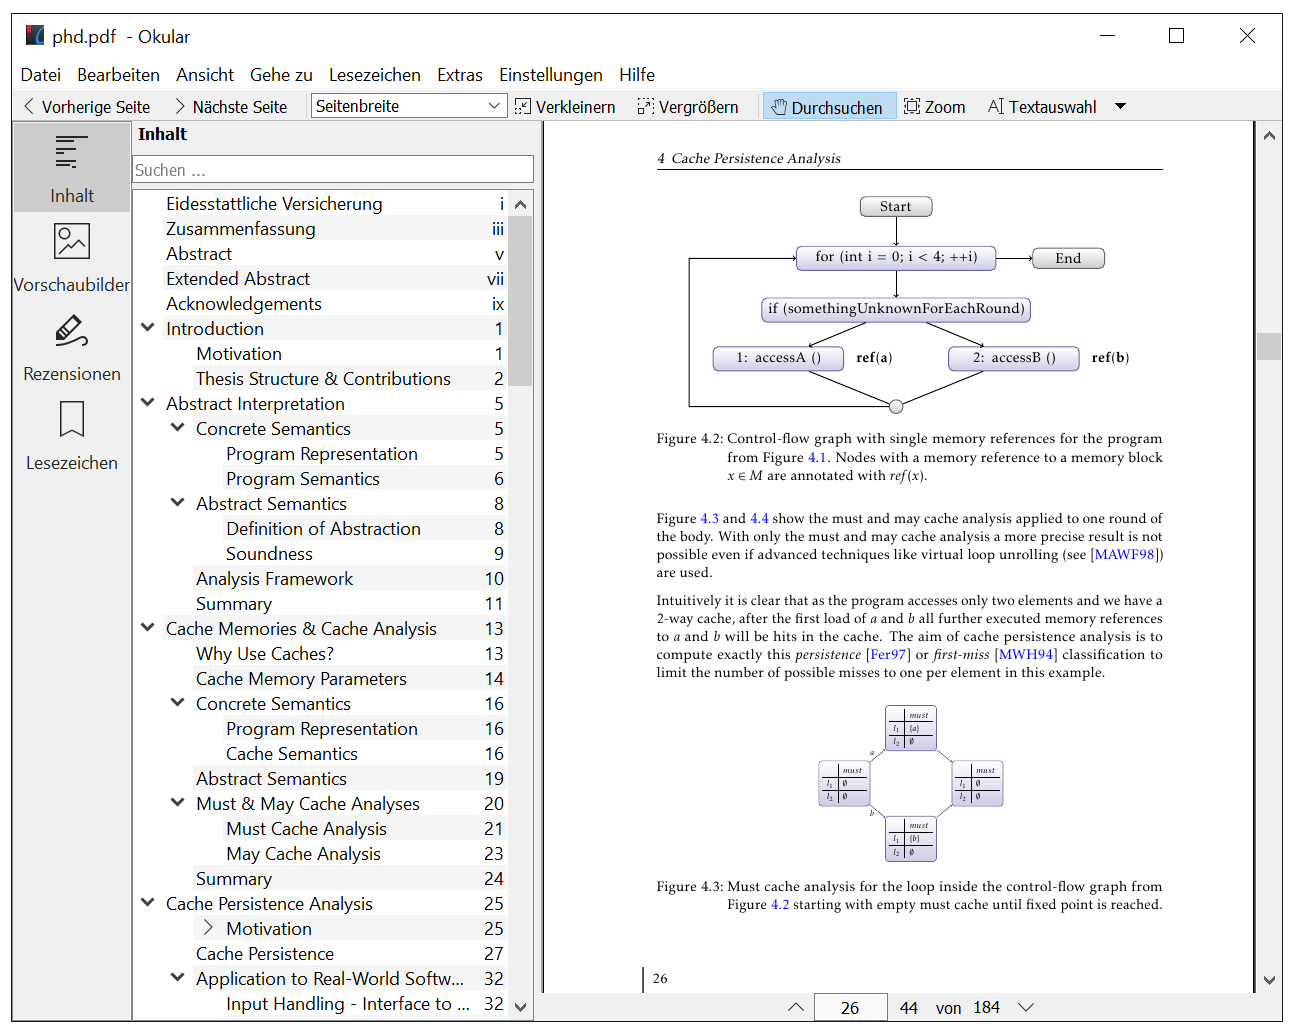 phd.pdf - Okular
Datei Bearbeiten Ansicht Gehe zu Lesezeichen Extras Einstellungen Hilfe
Vorherige Seite Nächste Seite Seitenbreite Verkleinern Vergrößern Durchsuchen Zoom Textauswahl
Inhalt
Vorschaubilder
Rezensionen
Lesezeichen
Inhalt
Suchen ...
Eidesstattliche Versicherung i
Zusammenfassung iii
Abstract v
Extended Abstract vii
Acknowledgements ix
Introduction 1
Motivation 1
Thesis Structure & Contributions 2
Abstract Interpretation 5
Concrete Semantics 5
Program Representation 5
Program Semantics 6
Abstract Semantics 8
Definition of Abstraction 8
Soundness 9
Analysis Framework 10
Summary 11
Cache Memories & Cache Analysis 13
Why Use Caches? 13
Cache Memory Parameters 14
Concrete Semantics 16
Program Representation 16
Cache Semantics 16
Abstract Semantics 19
Must & May Cache Analyses 20
Must Cache Analysis 21
May Cache Analysis 23
Summary 24
Cache Persistence Analysis 25
Motivation 25
Cache Persistence 27
Application to Real-World Softw... 32
Input Handling - Interface to ... 32
4 Cache Persistence Analysis
Start
for (int i = 0; i < 4; ++i)
End
if (somethingUnknownForEachRound)
1: accessA () ref(a)
2: accessB () ref(b)
Figure 4.2: Control-flow graph with single memory references for the program
from Figure 4.1. Nodes with a memory reference to a memory block
x ∈ M are annotated with ref(x).
Figure 4.3 and 4.4 show the must and may cache analysis applied to one round of
the body. With only the must and may cache analysis a more precise result is not
possible even if advanced techniques like virtual loop unrolling (see [MAWF98])
are used.
Intuitively it is clear that as the program accesses only two elements and we have a
2-way cache, after the first load of a and b all further executed memory references
to a and b will be hits in the cache. The aim of cache persistence analysis is to
compute exactly this persistence [Fer97] or first-miss [MWH94] classification to
limit the number of possible misses to one per element in this example.
must
l₁ {a}
l₂ ∅
a
must
l₁ ∅
l₂ ∅
must
l₁ ∅
l₂ ∅
b
must
l₁ {b}
l₂ ∅
Figure 4.3: Must cache analysis for the loop inside the control-flow graph from
Figure 4.2 starting with empty must cache until fixed point is reached.
26
26 44 von 184